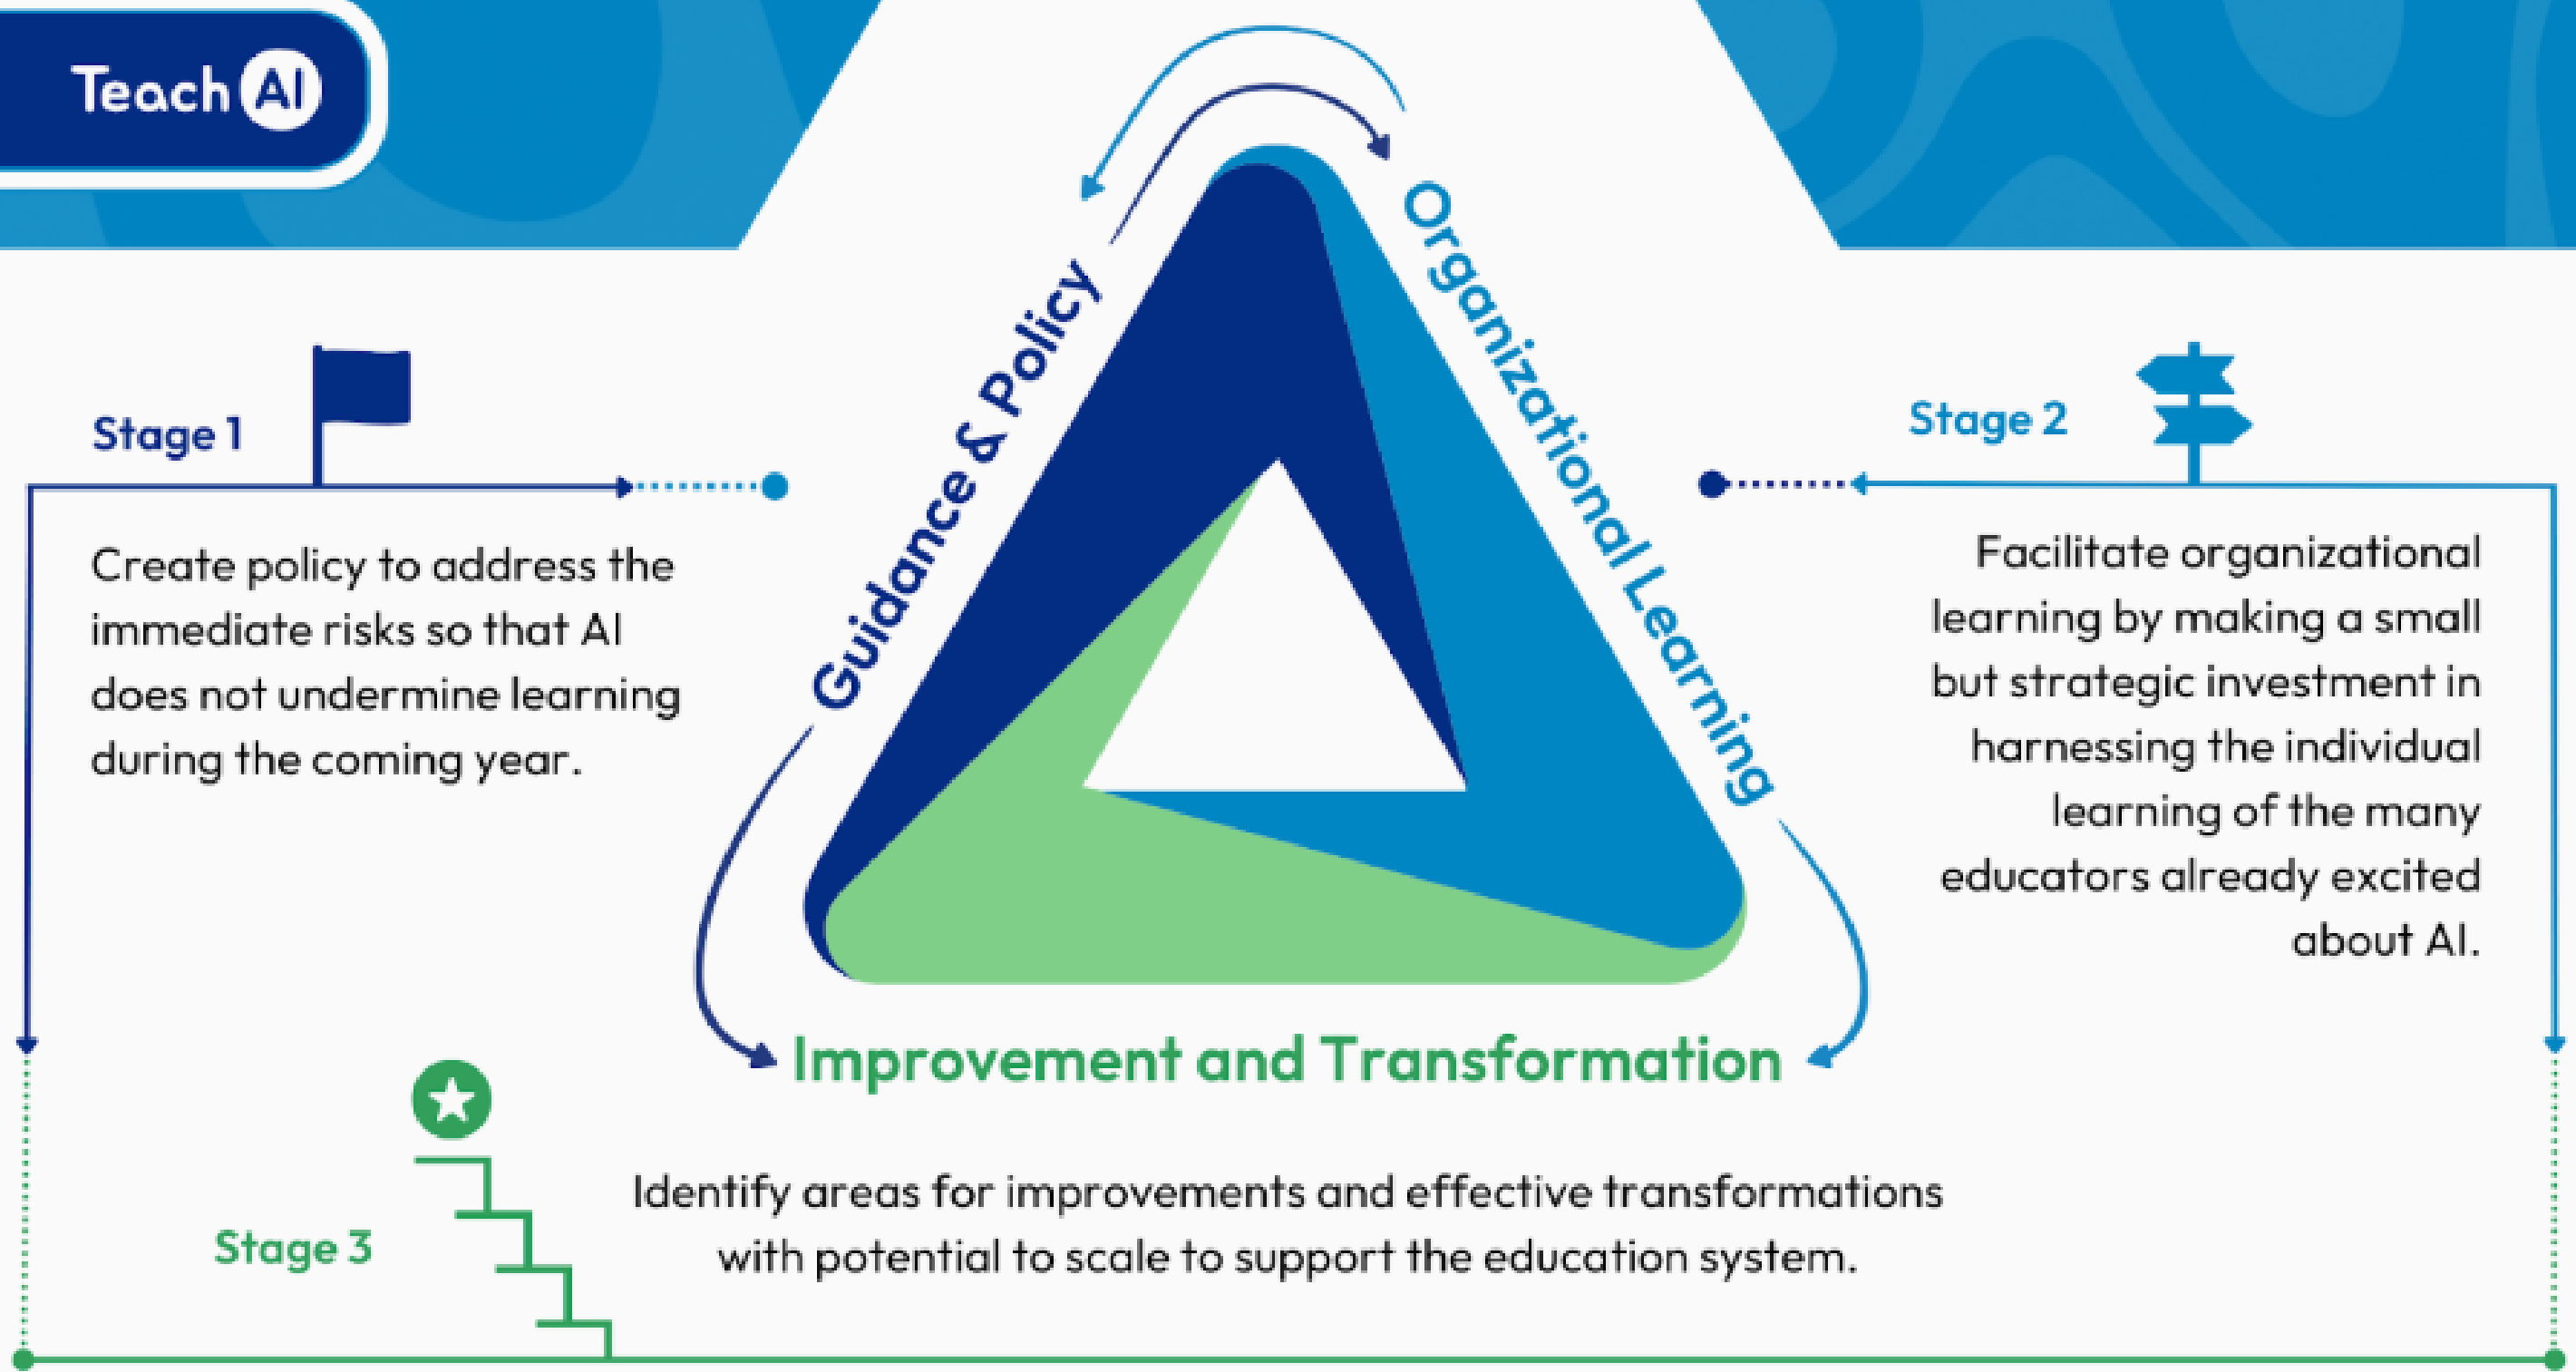 Teach AI
Guidance & Policy
Organizational Learning
Stage 1
Create policy to address the
immediate risks so that AI
does not undermine learning
during the coming year.
Stage 2
Facilitate organizational
learning by making a small
but strategic investment in
harnessing the individual
learning of the many
educators already excited
about AI.
Improvement and Transformation
Stage 3
Identify areas for improvements and effective transformations
with potential to scale to support the education system.